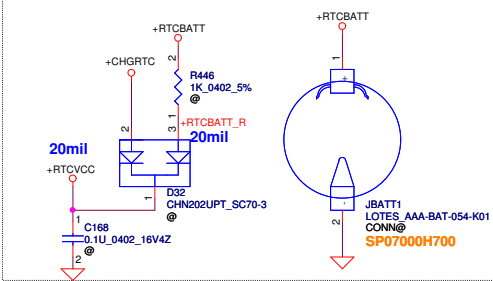 +RTCBATT
+CHGRTC
2
R446
1K_0402_5%
@
1
+RTCBATT_R
2
3
20mil
20mil
+RTCVCC
1
D32
CHN202UPT_SC70-3
@
1
C168
0.1U_0402_16V4Z
@
2
+RTCBATT
1
+
-
2
JBATT1
LOTES_AAA-BAT-054-K01
CONN@
SP07000H700